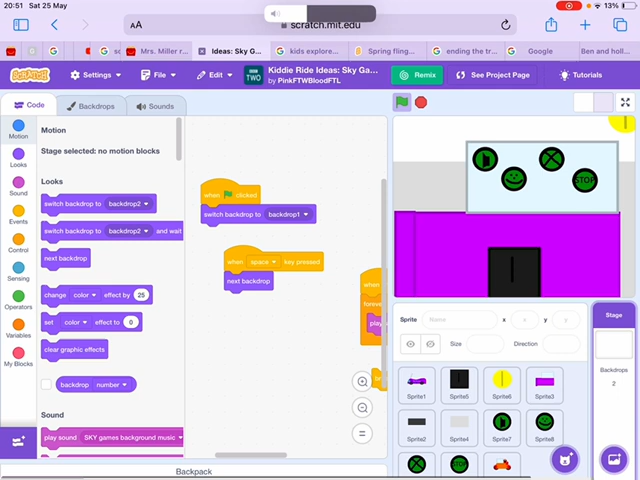 20:51 Sat 25 May
13%
AA
scratch.mit.edu
Mrs. Miller r
Ideas: Sky G...
kids explore...
Spring fling...
ending the tr...
Google
Ben and holl
SCRATCH
Settings
File
Edit
TWO
Kiddie Ride Ideas: Sky Ga...
by PinkFTWBloodFTL
Remix
See Project Page
Tutorials
Code
Backdrops
Sounds
Motion
Looks
Sound
Events
Control
Sensing
Operators
Variables
My Blocks
Motion
Stage selected: no motion blocks
Looks
switch backdrop to backdrop2
switch backdrop to backdrop2 and wait
next backdrop
change color effect by 25
set color effect to 0
clear graphic effects
backdrop number
Sound
play sound SKY games background music
when clicked
switch backdrop to backdrop1
when space key pressed
next backdrop
when
forever
play
STOP
Sprite
Name
x
x
y
y
Size
Direction
Stage
Backdrops
2
Sprite1
Sprite5
Sprite6
Sprite3
Sprite2
Sprite4
Sprite7
Sprite8
STOP
Backpack